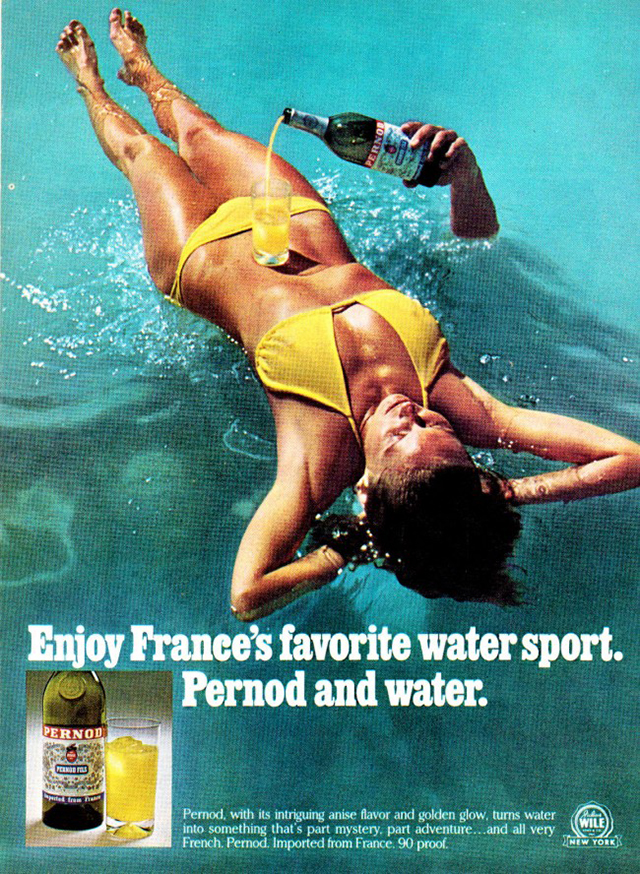 PERNOD
Enjoy France's favorite water sport.
Pernod and water.
PERNOD
PERNOD FILS
Imported from France
Pernod, with its intriguing anise flavor and golden glow, turns water
into something that's part mystery, part adventure...and all very
French. Pernod. Imported from France. 90 proof.
Julius
WILE
NEW YORK